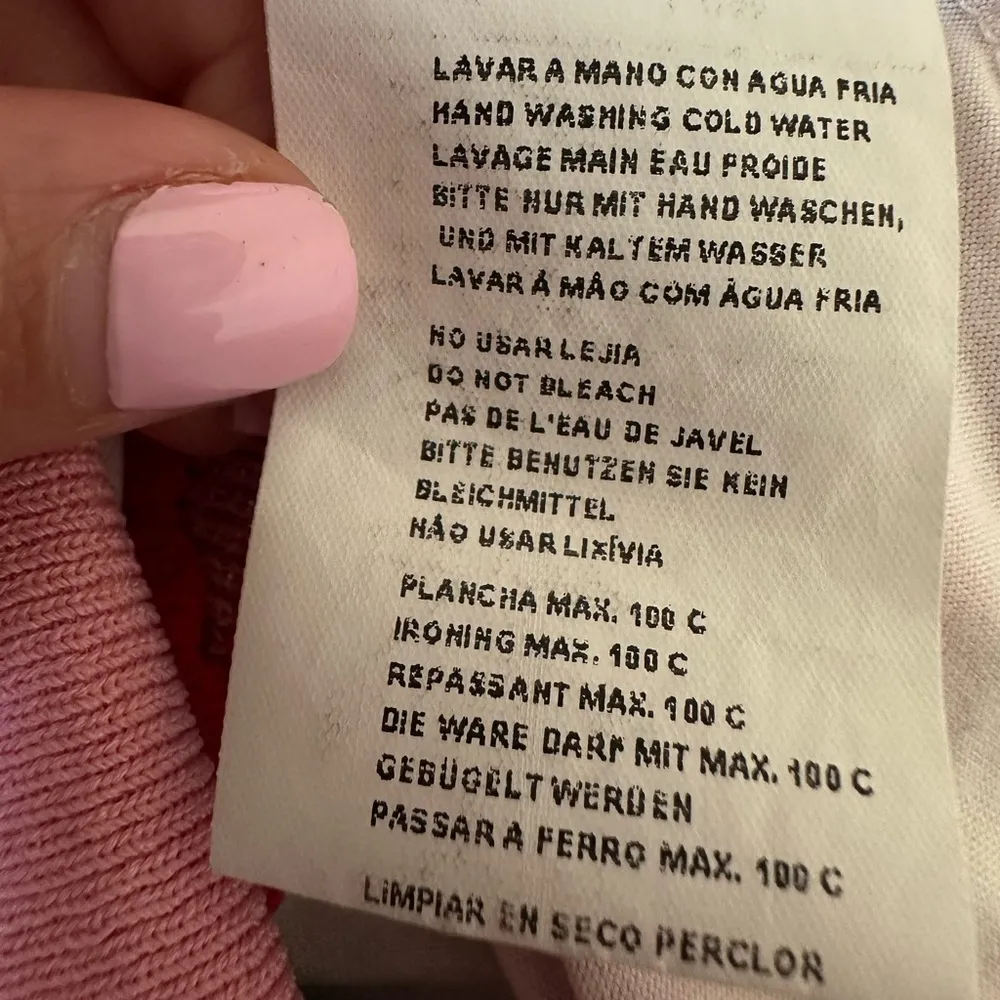 LAVAR A MANO CON AGUA FRIA
HAND WASHING COLD WATER
LAVAGE MAIN EAU FROIDE
BITTE NUR MIT HAND WASCHEN,
UND MIT KALTEM WASSER
LAVAR À MÃO COM ÁGUA FRIA
NO USAR LEJIA
DO NOT BLEACH
PAS DE L'EAU DE JAVEL
BITTE BENUTZEN SIE KEIN
BLEICHMITTEL
NÃO USAR LIXÍVIA
PLANCHA MAX. 100 C
IRONING MAX. 100 C
REPASSANT MAX. 100 C
DIE WARE DARF MIT MAX. 100 C
GEBÜGELT WERDEN
PASSAR A FERRO MAX. 100 C
LIMPIAR EN SECO PERCLOR